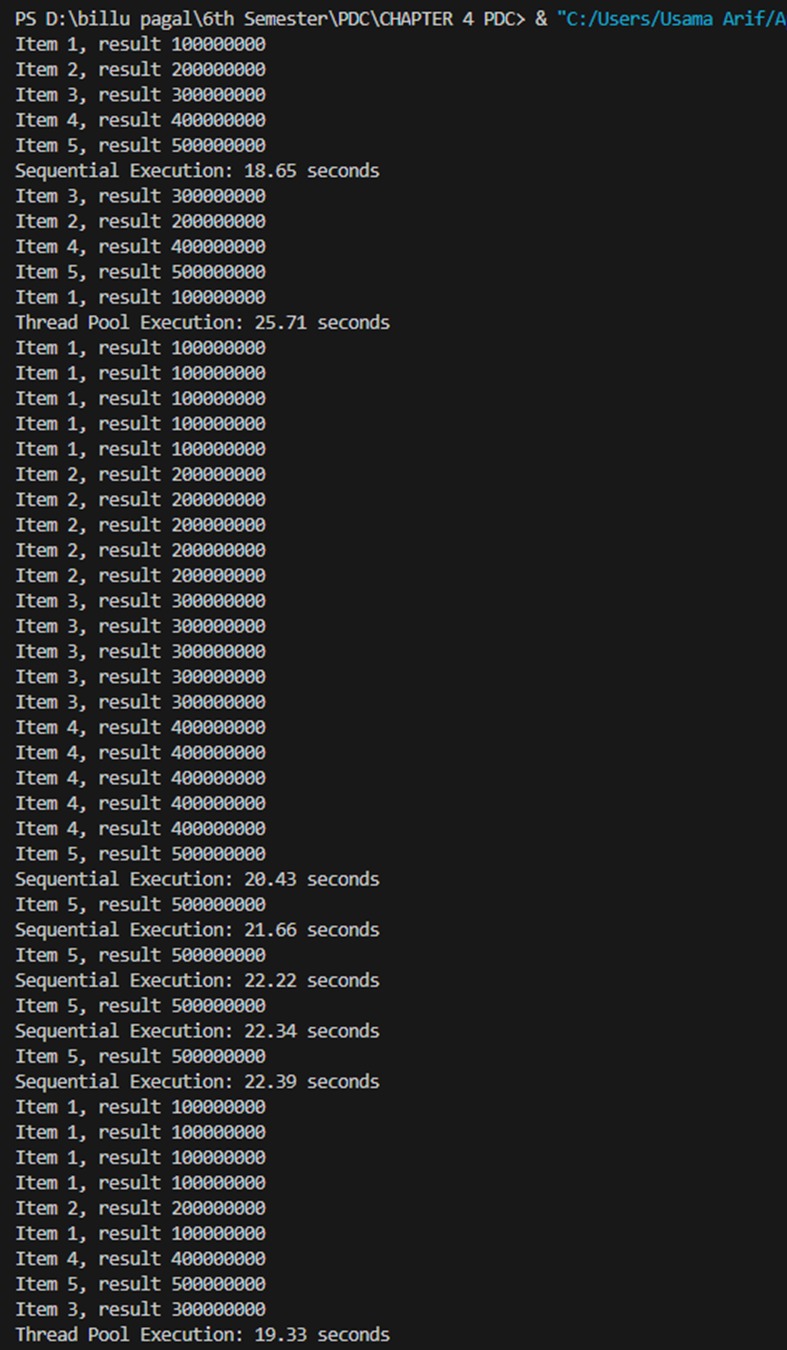 PS D:\billu pagal\6th Semester\PDC\CHAPTER 4 PDC> & "C:/Users/Usama Arif/A
Item 1, result 100000000
Item 2, result 200000000
Item 3, result 300000000
Item 4, result 400000000
Item 5, result 500000000
Sequential Execution: 18.65 seconds
Item 3, result 300000000
Item 2, result 200000000
Item 4, result 400000000
Item 5, result 500000000
Item 1, result 100000000
Thread Pool Execution: 25.71 seconds
Item 1, result 100000000
Item 1, result 100000000
Item 1, result 100000000
Item 1, result 100000000
Item 1, result 100000000
Item 2, result 200000000
Item 2, result 200000000
Item 2, result 200000000
Item 2, result 200000000
Item 2, result 200000000
Item 3, result 300000000
Item 3, result 300000000
Item 3, result 300000000
Item 3, result 300000000
Item 3, result 300000000
Item 4, result 400000000
Item 4, result 400000000
Item 4, result 400000000
Item 4, result 400000000
Item 4, result 400000000
Item 5, result 500000000
Sequential Execution: 20.43 seconds
Item 5, result 500000000
Sequential Execution: 21.66 seconds
Item 5, result 500000000
Sequential Execution: 22.22 seconds
Item 5, result 500000000
Sequential Execution: 22.34 seconds
Item 5, result 500000000
Sequential Execution: 22.39 seconds
Item 1, result 100000000
Item 1, result 100000000
Item 1, result 100000000
Item 1, result 100000000
Item 2, result 200000000
Item 1, result 100000000
Item 4, result 400000000
Item 5, result 500000000
Item 3, result 300000000
Thread Pool Execution: 19.33 seconds